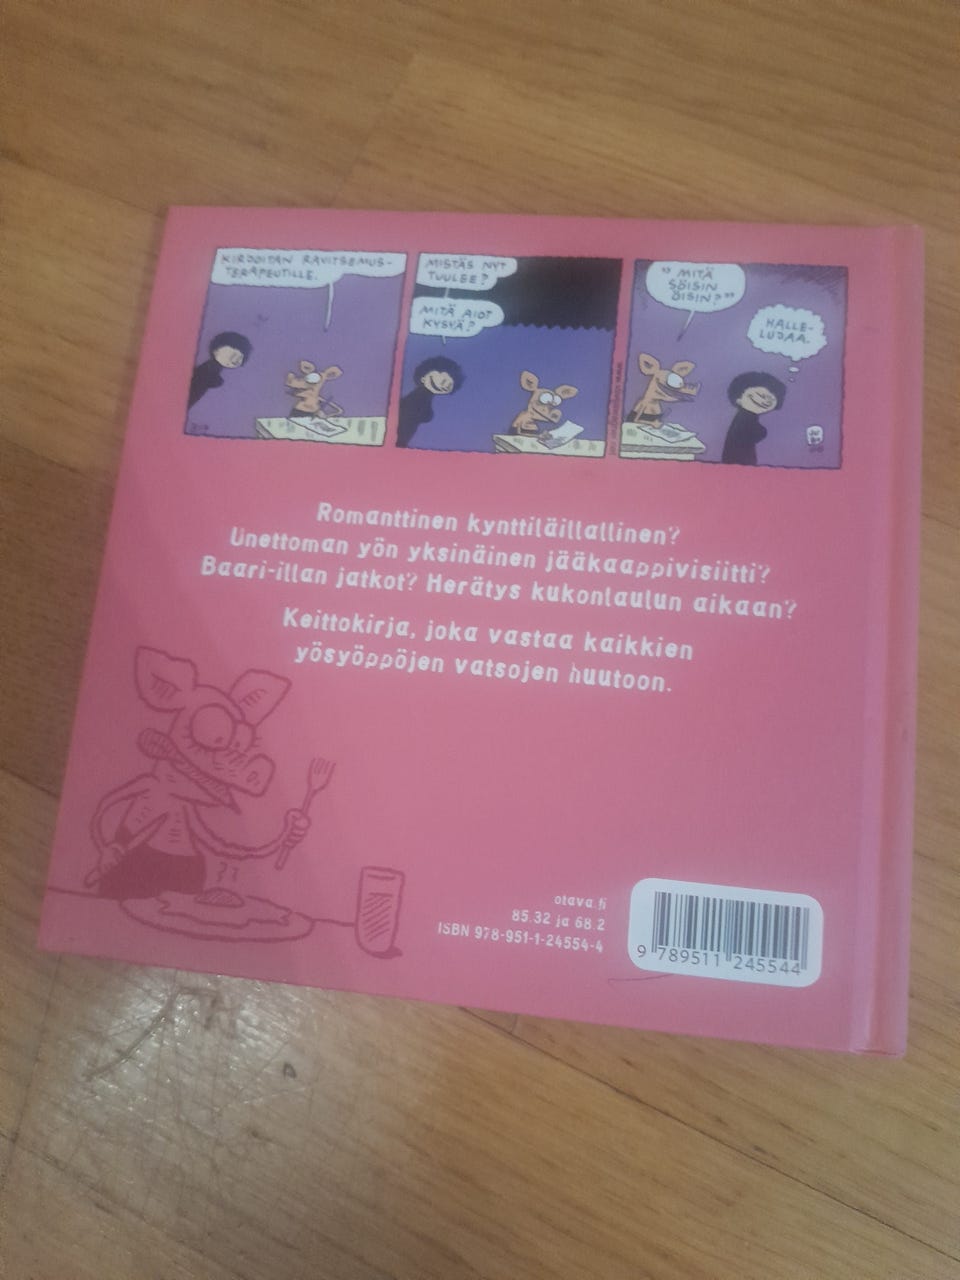 KIRJOITAN RAVITSEMUS-
TERAPEUTILLE.
MISTÄS NYT
TUULEE?
MITÄ AIOT
KYSYÄ?
"MITÄ
SÖISIN
ÖISIN?"
HALLE-
LUJAA.
Romanttinen kynttiläillallinen?
Unettoman yön yksinäinen jääkaappivisiitti?
Baari-illan jatkot? Herätys kukonlaulun aikaan?
Keittokirja, joka vastaa kaikkien
yösyöppöjen vatsojen huutoon.
otava.fi
85.32 ja 68.2
ISBN 978-951-1-24554-4
9 789511 245544